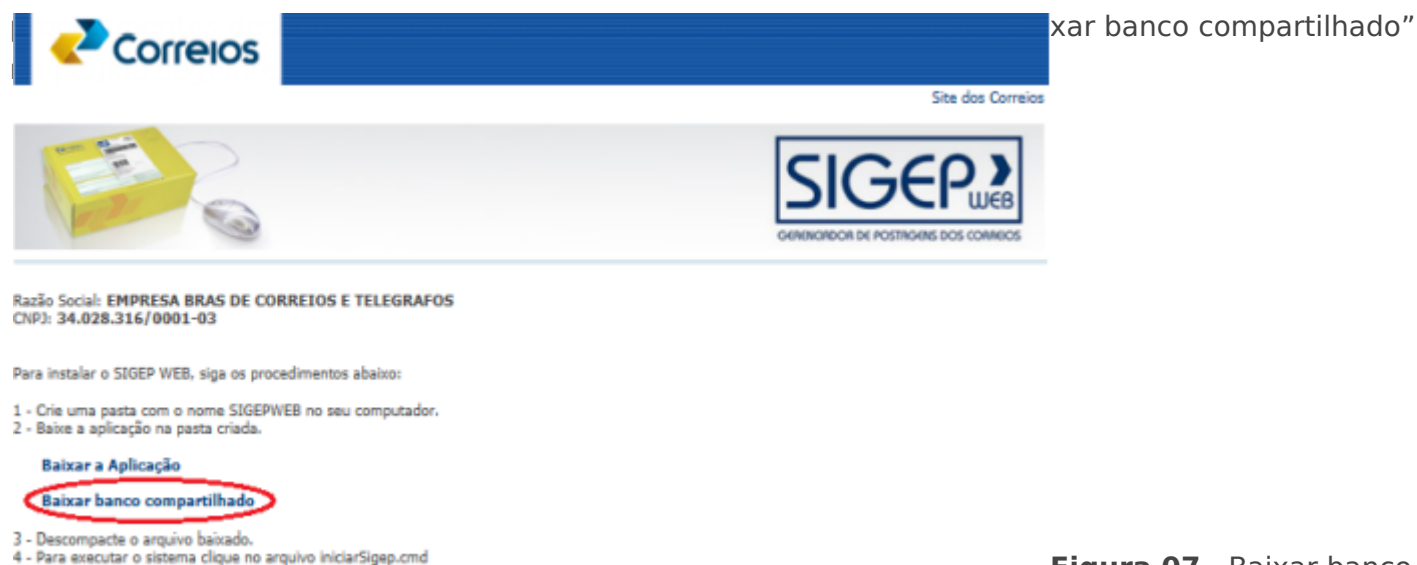 xar banco compartilhado”
Correios
Site dos Correios
SIGEP
WEB
GERENCIADOR DE POSTAGENS DOS CORREIOS
Razão Social: EMPRESA BRAS DE CORREIOS E TELEGRAFOS
CNPJ: 34.028.316/0001-03
Para instalar o SIGEP WEB, siga os procedimentos abaixo:
1 - Crie uma pasta com o nome SIGEPWEB no seu computador.
2 - Baixe a aplicação na pasta criada.
Baixar a Aplicação
Baixar banco compartilhado
3 - Descompacte o arquivo baixado.
4 - Para executar o sistema clique no arquivo iniciarSigep.cmd
Figura 07 - Baixar banco